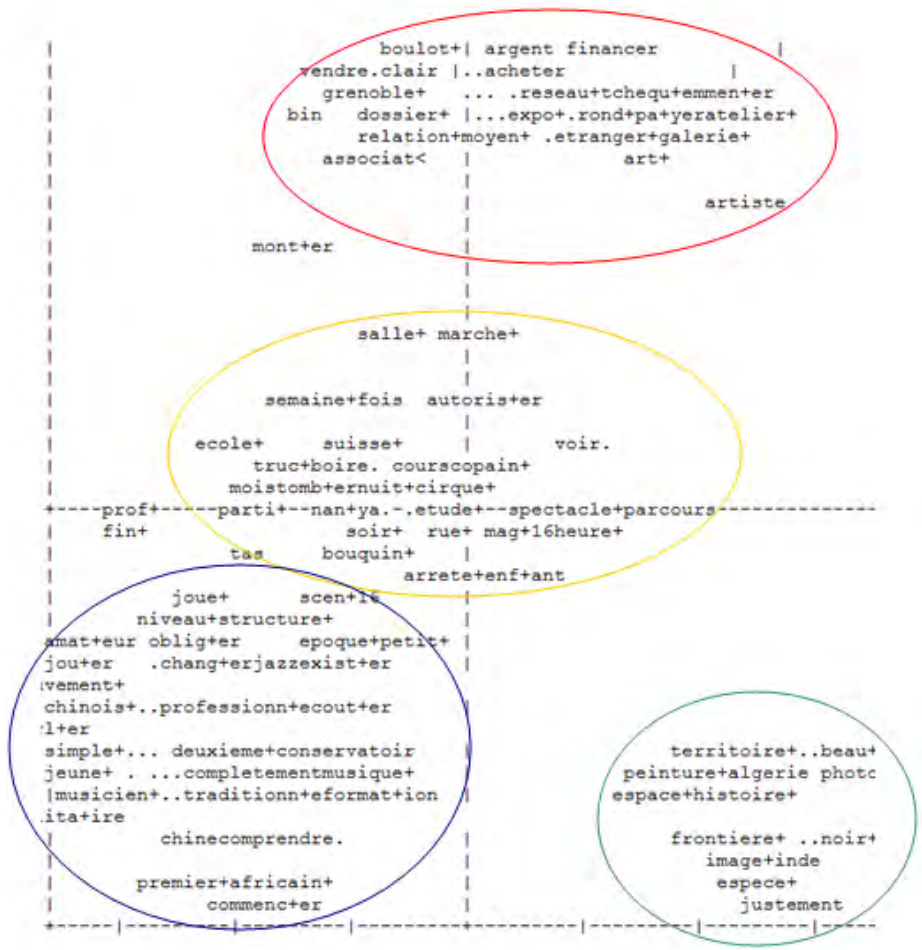 boulot+| argent financer |
vendre.clair |..acheter |
grenoble+ ... .reseau+tchequ+emmen+er
bin dossier+ |...expo+.rond+pa+yeratelier+
relation+moyen+ .etranger+galerie+
associat< | art+
artiste
mont+er
salle+ marche+
semaine+fois autoris+er
ecole+ suisse+ | voir.
truc+boire. courscopain+
moistomb+ernuit+cirque+
+----prof+-----parti+--nan+ya.-.etude+--spectacle+parcours--------------
fin+ soir+ rue+ mag+16heure+
tas bouquin+ |
arrete+enf+ant
joue+ scen+16
niveau+structure+
amat+eur oblig+er epoque+petit+ |
jou+er .chang+erjazzexist+er
vement+
chinois+..professionn+ecout+er
l+er
simple+... deuxieme+conservatoir territoire+..beau+
jeune+ . ...completementmusique+ peinture+algerie photo
|musicien+..traditionn+eformat+ion espace+histoire+
ita+ire
chinecomprendre. frontiere+ ..noir+
image+inde
premier+africain+ espece+
commenc+er justement